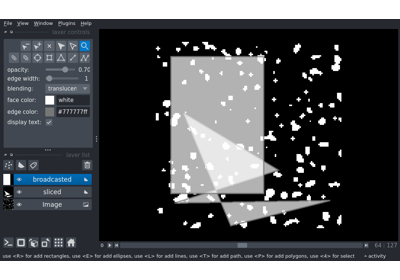 File View Window Plugins Help
layer controls
opacity: 0.70
edge width: 1
blending: translucen
face color: white
edge color: #777777ff
display text:
layer list
broadcasted
sliced
Image
64 127
use <R> for add rectangles, use <E> for add ellipses, use <L> for add lines, use <T> for add path, use <P> for add polygons, use <4> for select activity